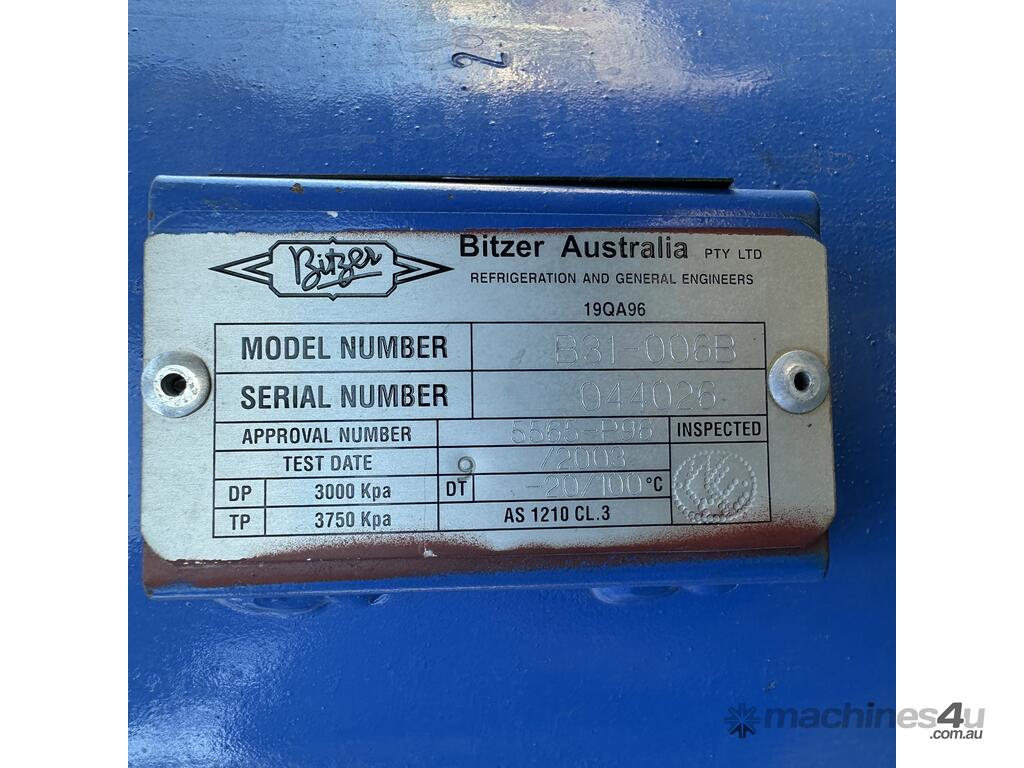 2
Bitzer
Bitzer Australia PTY LTD
REFRIGERATION AND GENERAL ENGINEERS
19QA96
MODEL NUMBER B31-006B
SERIAL NUMBER 044026
APPROVAL NUMBER 5565-P98 INSPECTED
TEST DATE 9 /2003
DP 3000 Kpa DT -20/100 °C
TP 3750 Kpa AS 1210 CL.3
machines4u
.com.au